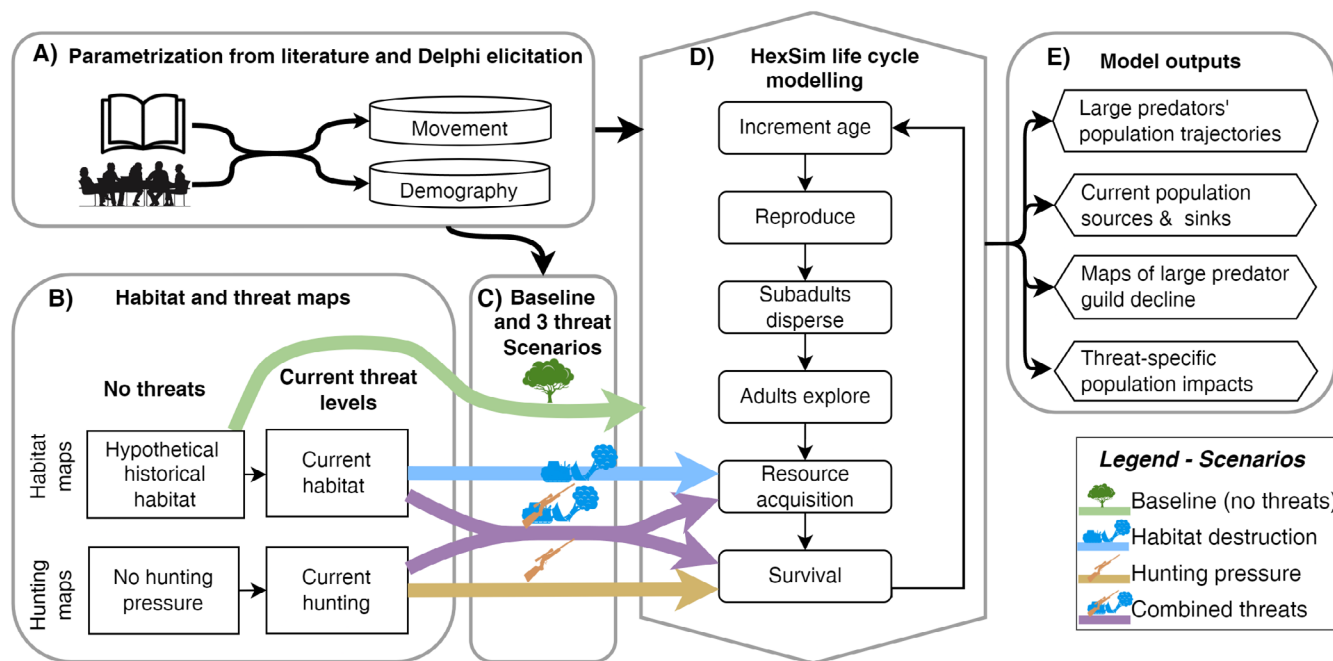 A) Parametrization from literature and Delphi elicitation
Movement
Demography
B) Habitat and threat maps
No threats
Current threat
levels
Habitat
maps
Hypothetical
historical
habitat
Current
habitat
Hunting
maps
No hunting
pressure
Current
hunting
C) Baseline
and 3 threat
Scenarios
D) HexSim life cycle
modelling
Increment age
Reproduce
Subadults
disperse
Adults explore
Resource
acquisition
Survival
E) Model outputs
Large predators'
population trajectories
Current population
sources & sinks
Maps of large predator
guild decline
Threat-specific
population impacts
Legend - Scenarios
Baseline (no threats)
Habitat destruction
Hunting pressure
Combined threats